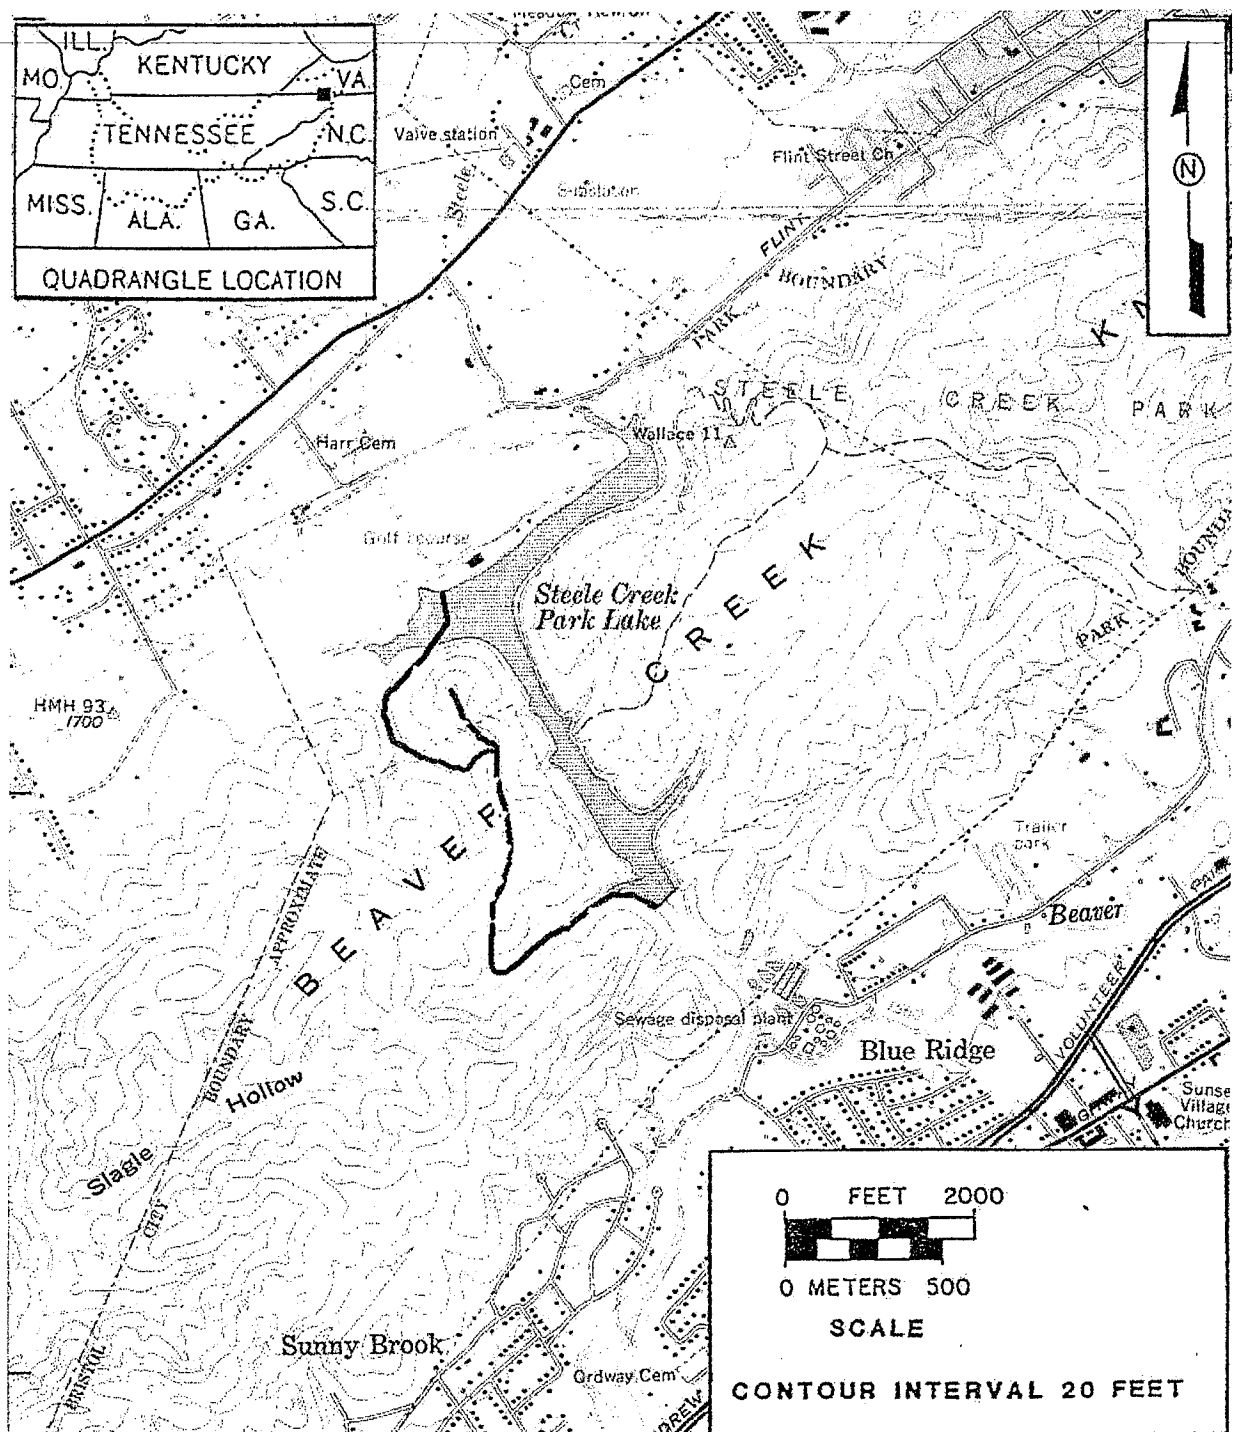 ILL.
KENTUCKY
MO.
VA.
TENNESSEE
N.C.
MISS.
ALA.
GA.
S.C.
QUADRANGLE LOCATION
Cem
Valve station
Steele
Substation
Flint Street Ch
N
FLINT
BOUNDARY
PARK
K
STEELE CREEK PARK
Wallace 11
Harr Cem
Golf course
Steele Creek
Park Lake
BEAVER CREEK
PARK
HMH 93
1700
Trailer
park
Beaver
APPROXIMATE
BOUNDARY
CITY
BRISTOL
Slagle Hollow
Sewage disposal plant
Blue Ridge
VOLUNTEER
Sunse
Village
Church
Sunny Brook
Ordway Cem
0 FEET 2000
0 METERS 500
SCALE
CONTOUR INTERVAL 20 FEET